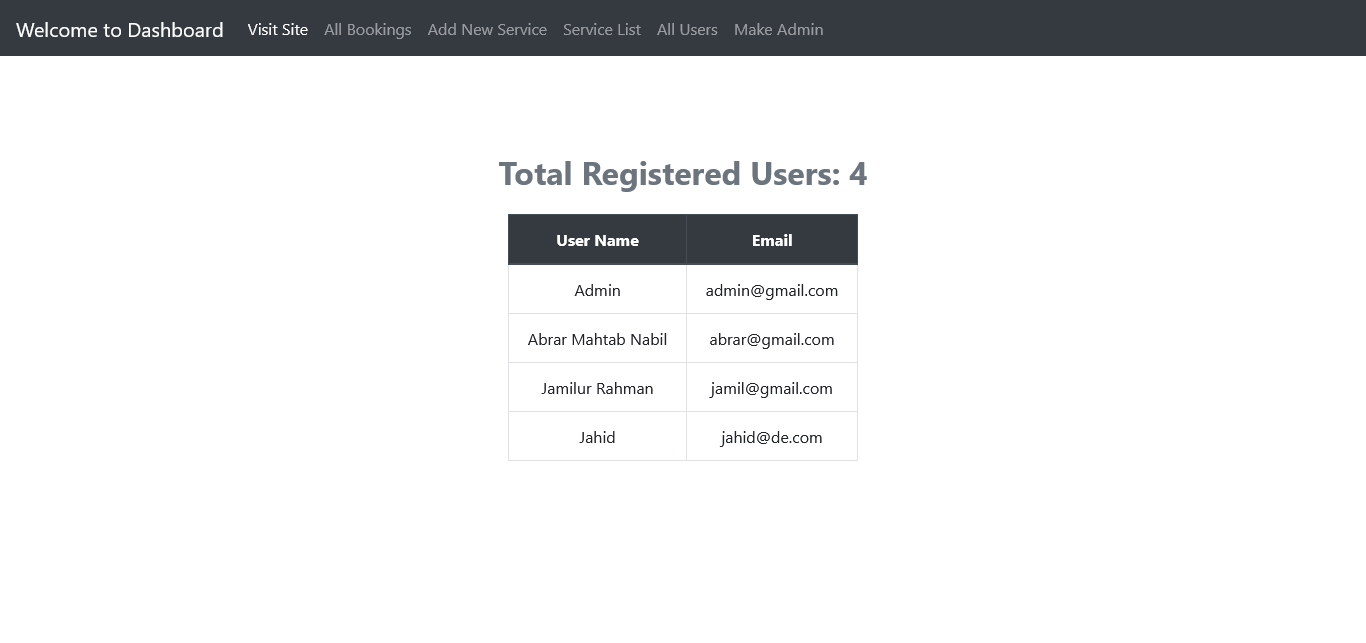 Welcome to Dashboard Visit Site All Bookings Add New Service Service List All Users Make Admin
Total Registered Users: 4
User Name Email
Admin admin@gmail.com
Abrar Mahtab Nabil abrar@gmail.com
Jamilur Rahman jamil@gmail.com
Jahid jahid@de.com